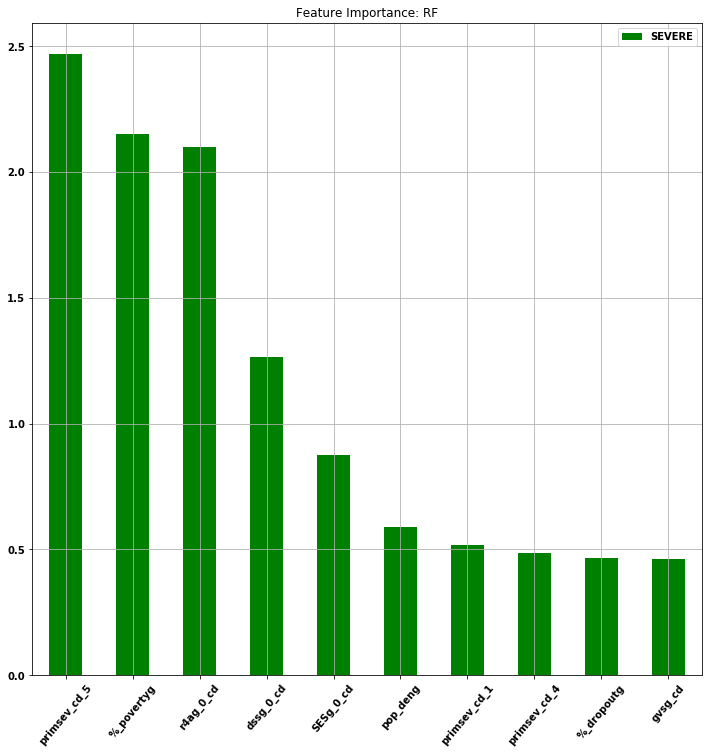 Feature Importance: RF
SEVERE
2.5
2.0
1.5
1.0
0.5
0.0
primsev_cd_5
%_povertyg
r4ag_0_cd
dssg_0_cd
SESg_0_cd
pop_deng
primsev_cd_1
primsev_cd_4
%_dropoutg
gvsg_cd